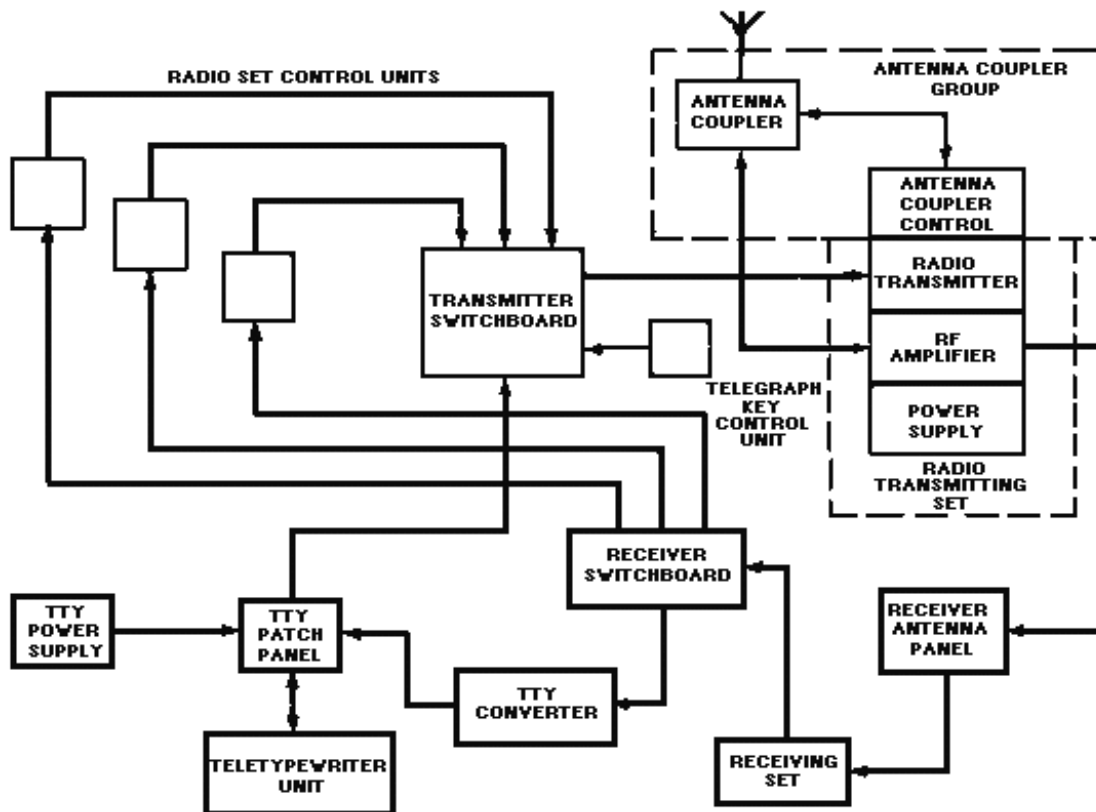 RADIO SET CONTROL UNITS
ANTENNA COUPLER
GROUP
ANTENNA
COUPLER
ANTENNA
COUPLER
CONTROL
RADIO
TRANSMITTER
RF
AMPLIFIER
POWER
SUPPLY
RADIO
TRANSMITTING
SET
TRANSMITTER
SWITCHBOARD
TELEGRAPH
KEY
CONTROL
UNIT
RECEIVER
SWITCHBOARD
TTY
POWER
SUPPLY
TTY
PATCH
PANEL
TTY
CONVERTER
TELETYPEWRITER
UNIT
RECEIVER
ANTENNA
PANEL
RECEIVING
SET